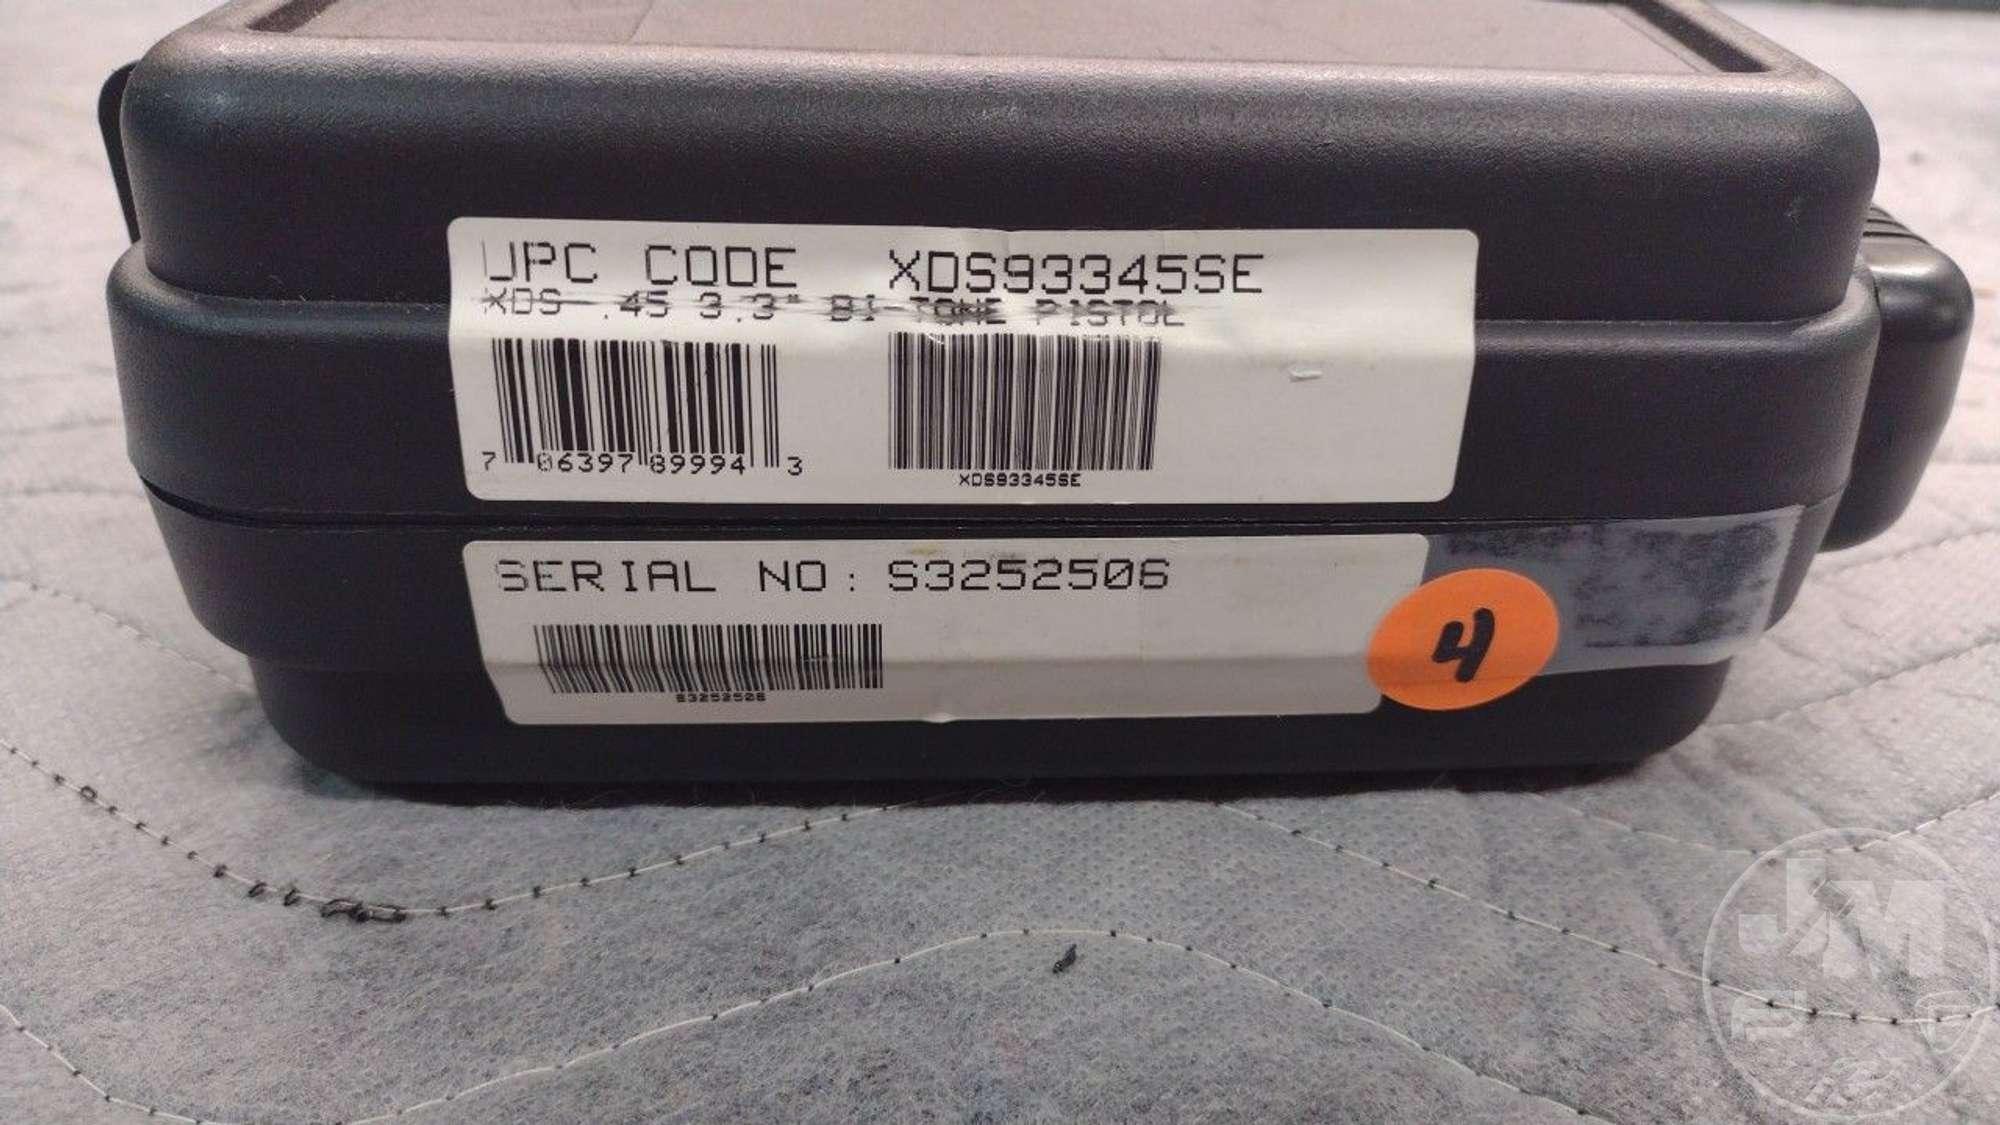 UPC CODE XDS93345SE
XDS .45 3.3" BI-TONE PISTOL
7 06397 89994 3
XDS93345SE
SERIAL NO: S3252506
S3252506
4
JM